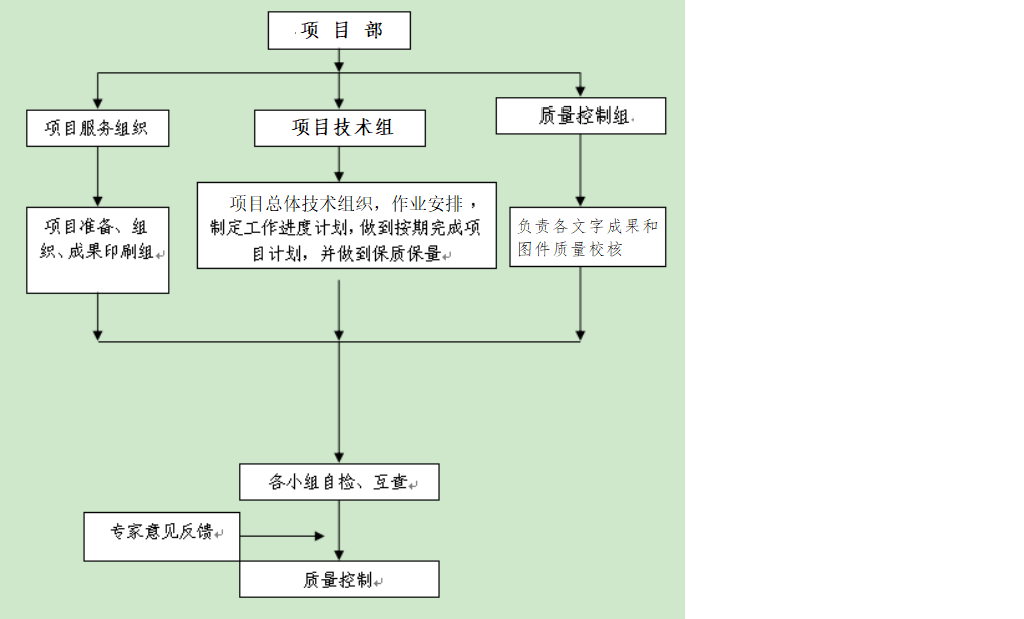 项 目 部
项目服务组织
项目技术组
质量控制组
项目准备、组
织、成果印刷组
项目总体技术组织，作业安排，
制定工作进度计划，做到按期完成项
目计划，并做到保质保量
负责各文字成果和
图件质量校核
各小组自检、互查
专家意见反馈
质量控制